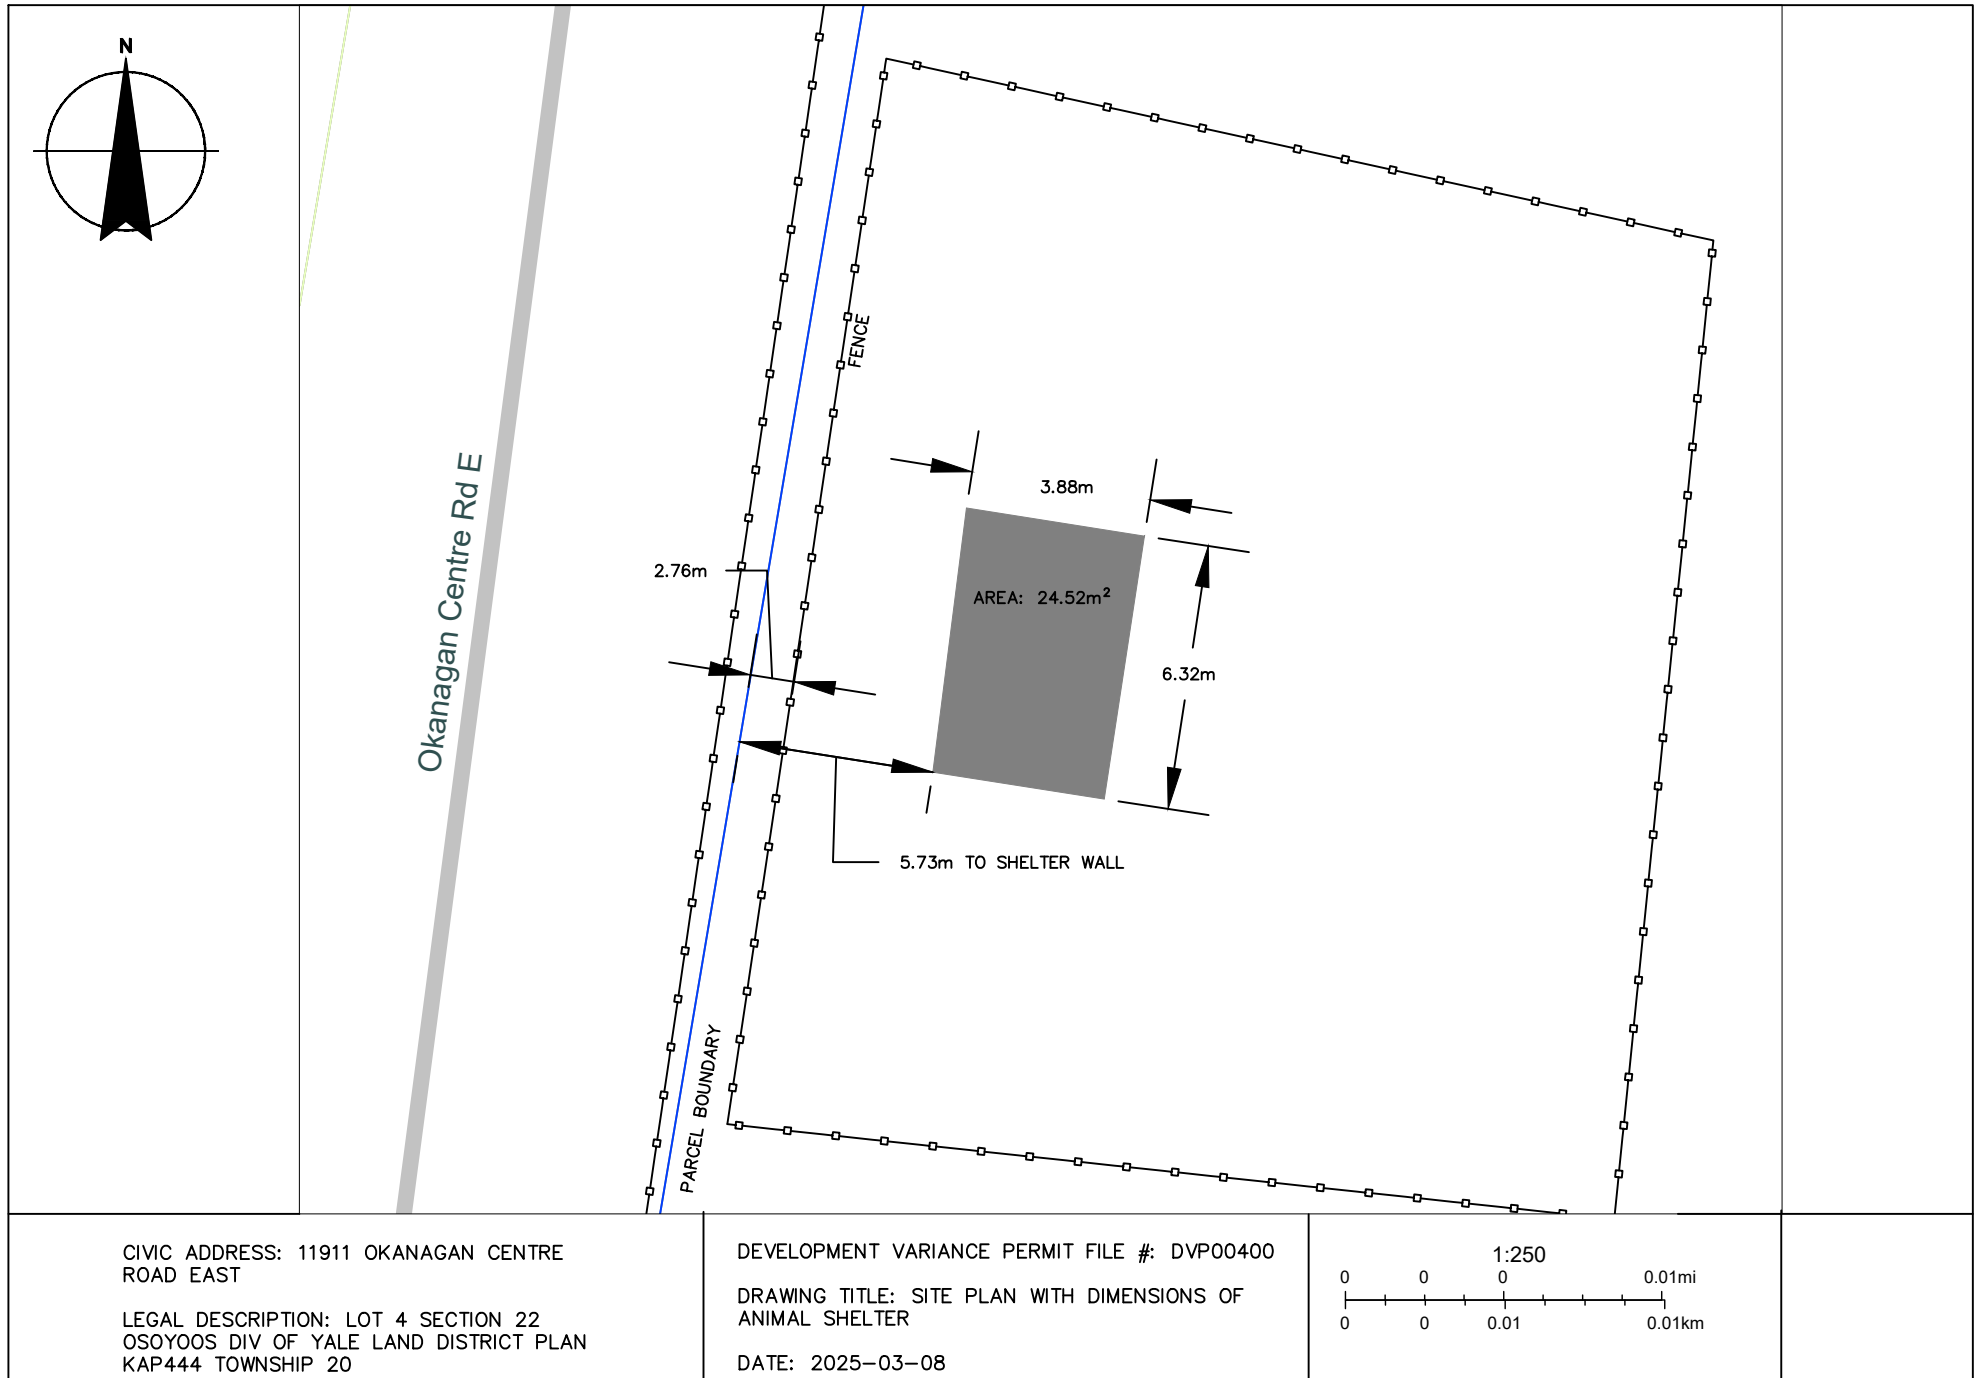 N
FENCE
3.88m
Okanagan Centre Rd E
2.76m
AREA: 24.52m²
6.32m
5.73m TO SHELTER WALL
PARCEL BOUNDARY
CIVIC ADDRESS: 11911 OKANAGAN CENTRE
ROAD EAST
LEGAL DESCRIPTION: LOT 4 SECTION 22
OSOYOOS DIV OF YALE LAND DISTRICT PLAN
KAP444 TOWNSHIP 20
DEVELOPMENT VARIANCE PERMIT FILE #: DVP00400
DRAWING TITLE: SITE PLAN WITH DIMENSIONS OF
ANIMAL SHELTER
DATE: 2025-03-08
1:250
0 0 0 0.01mi
0 0 0.01 0.01km